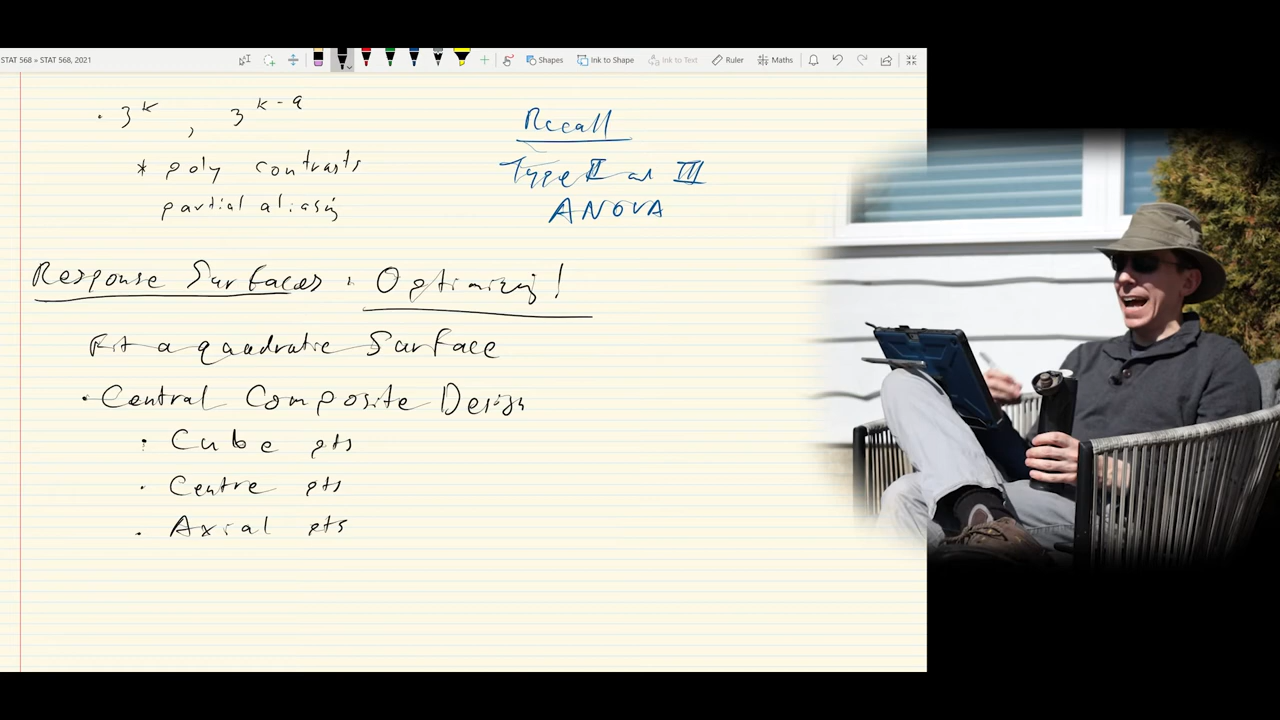 STAT 568 » STAT 568, 2021
Shapes
Ink to Shape
Ink to Text
Ruler
Maths
· 3^k , 3^{k-q}
* poly contrasts
partial aliasing
Recall
Type II or III
ANOVA
Response Surfaces : Optimizing!
Fit a quadratic Surface
· Central Composite Design
· Cube pts
· Centre pts
· Axial pts